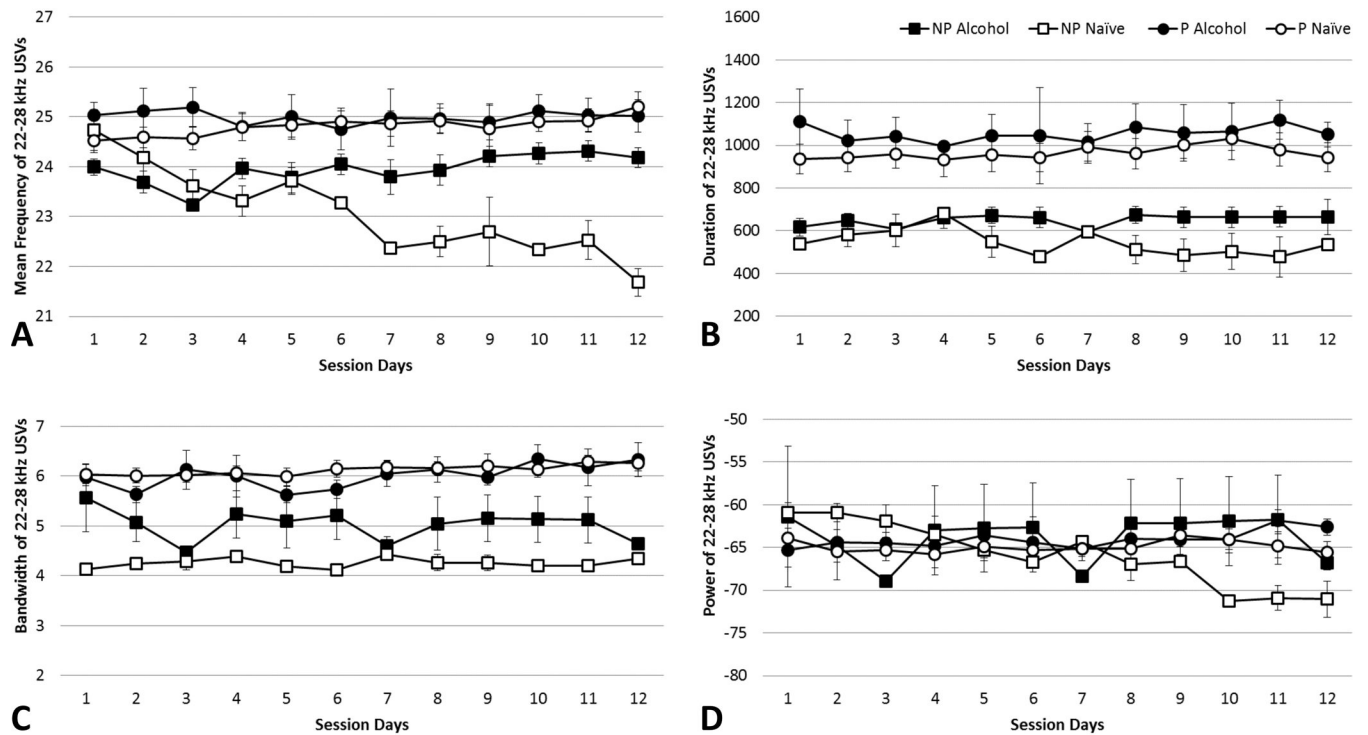 Mean Frequency of 22-28 kHz USVs
27
26
25
24
23
22
21
1 2 3 4 5 6 7 8 9 10 11 12
Session Days
A
Duration of 22-28 kHz USVs
1600
1400
1200
1000
800
600
400
200
NP Alcohol NP Naïve P Alcohol P Naïve
1 2 3 4 5 6 7 8 9 10 11 12
Session Days
B
Bandwidth of 22-28 kHz USVs
7
6
5
4
3
2
1 2 3 4 5 6 7 8 9 10 11 12
Session Days
C
Power of 22-28 kHz USVs
-50
-55
-60
-65
-70
-75
-80
1 2 3 4 5 6 7 8 9 10 11 12
Session Days
D